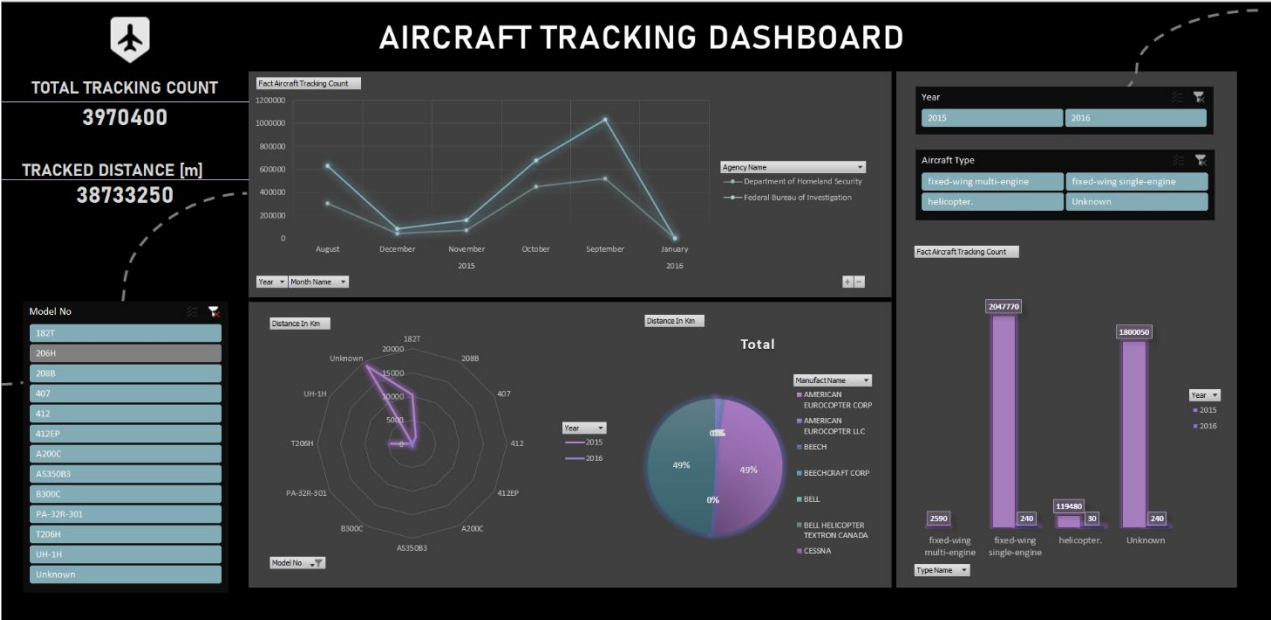 AIRCRAFT TRACKING DASHBOARD
TOTAL TRACKING COUNT
3970400
TRACKED DISTANCE [m]
38733250
Model No
182T
206H
208B
407
412
412EP
A200C
AS350B3
B300C
PA-32R-301
T206H
UH-1H
Unknown
Fact Aircraft Tracking Count
1200000
1000000
800000
600000
400000
200000
0
August
December
November
October
September
January
2015
2016
Agency Name
Department of Homeland Security
Federal Bureau of Investigation
Year
Month Name
Distance In Km
182T
208B
407
412
412EP
A200C
AS350B3
B300C
PA-32R-301
T206H
UH-1H
Unknown
20000
15000
10000
5000
0
Year
2015
2016
Model No
Distance In Km
Total
49%
49%
0%
Manufact Name
AMERICAN
EUROCOPTER CORP
AMERICAN
EUROCOPTER LLC
BEECH
BEECHCRAFT CORP
BELL
BELL HELICOPTER
TEXTRON CANADA
CESSNA
Year
2015
2016
Aircraft Type
fixed-wing multi-engine
fixed-wing single-engine
helicopter.
Unknown
Fact Aircraft Tracking Count
2590
2047770
240
119480
30
1800050
240
fixed-wing
multi-engine
fixed-wing
single-engine
helicopter.
Unknown
Year
2015
2016
Type Name